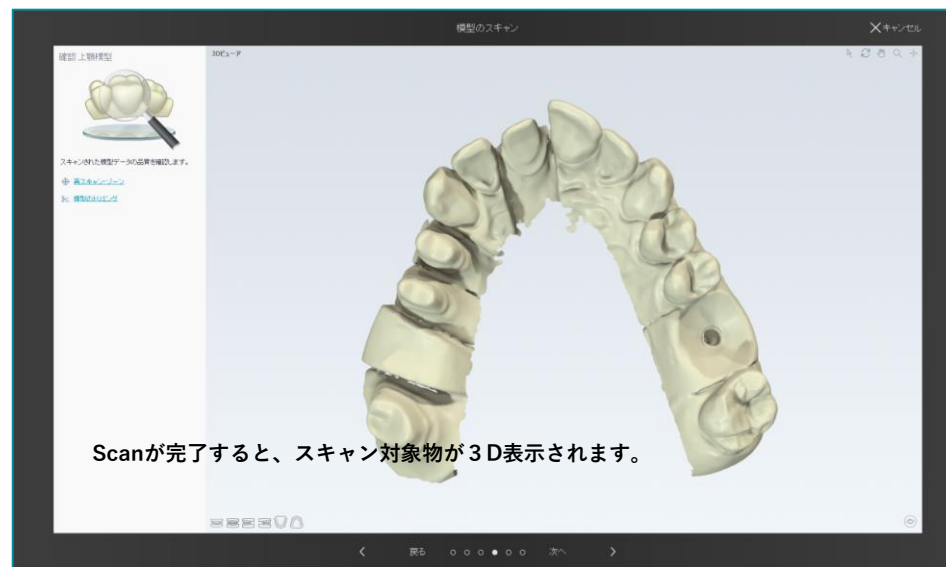 模型のスキャン
キャンセル
確認 上顎模型
3Dビューア
スキャンされた模型データの品質を確認します。
再スキャンゾーン
模型のトリミング
Scanが完了すると、スキャン対象物が３D表示されます。
戻る
次へ